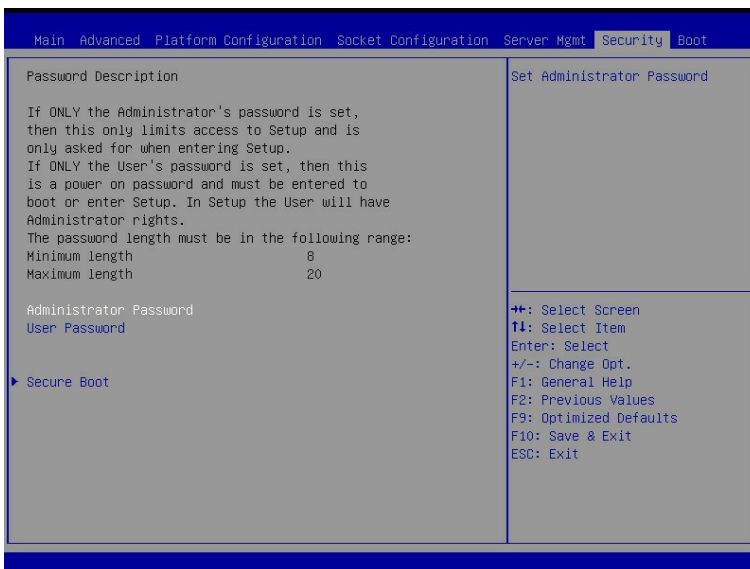 Main Advanced Platform Configuration Socket Configuration Server Mgmt Security Boot
Password Description
If ONLY the Administrator's password is set,
then this only limits access to Setup and is
only asked for when entering Setup.
If ONLY the User's password is set, then this
is a power on password and must be entered to
boot or enter Setup. In Setup the User will have
Administrator rights.
The password length must be in the following range:
Minimum length 8
Maximum length 20
Administrator Password
User Password
Secure Boot
Set Administrator Password
→←: Select Screen
↑↓: Select Item
Enter: Select
+/-: Change Opt.
F1: General Help
F2: Previous Values
F9: Optimized Defaults
F10: Save & Exit
ESC: Exit